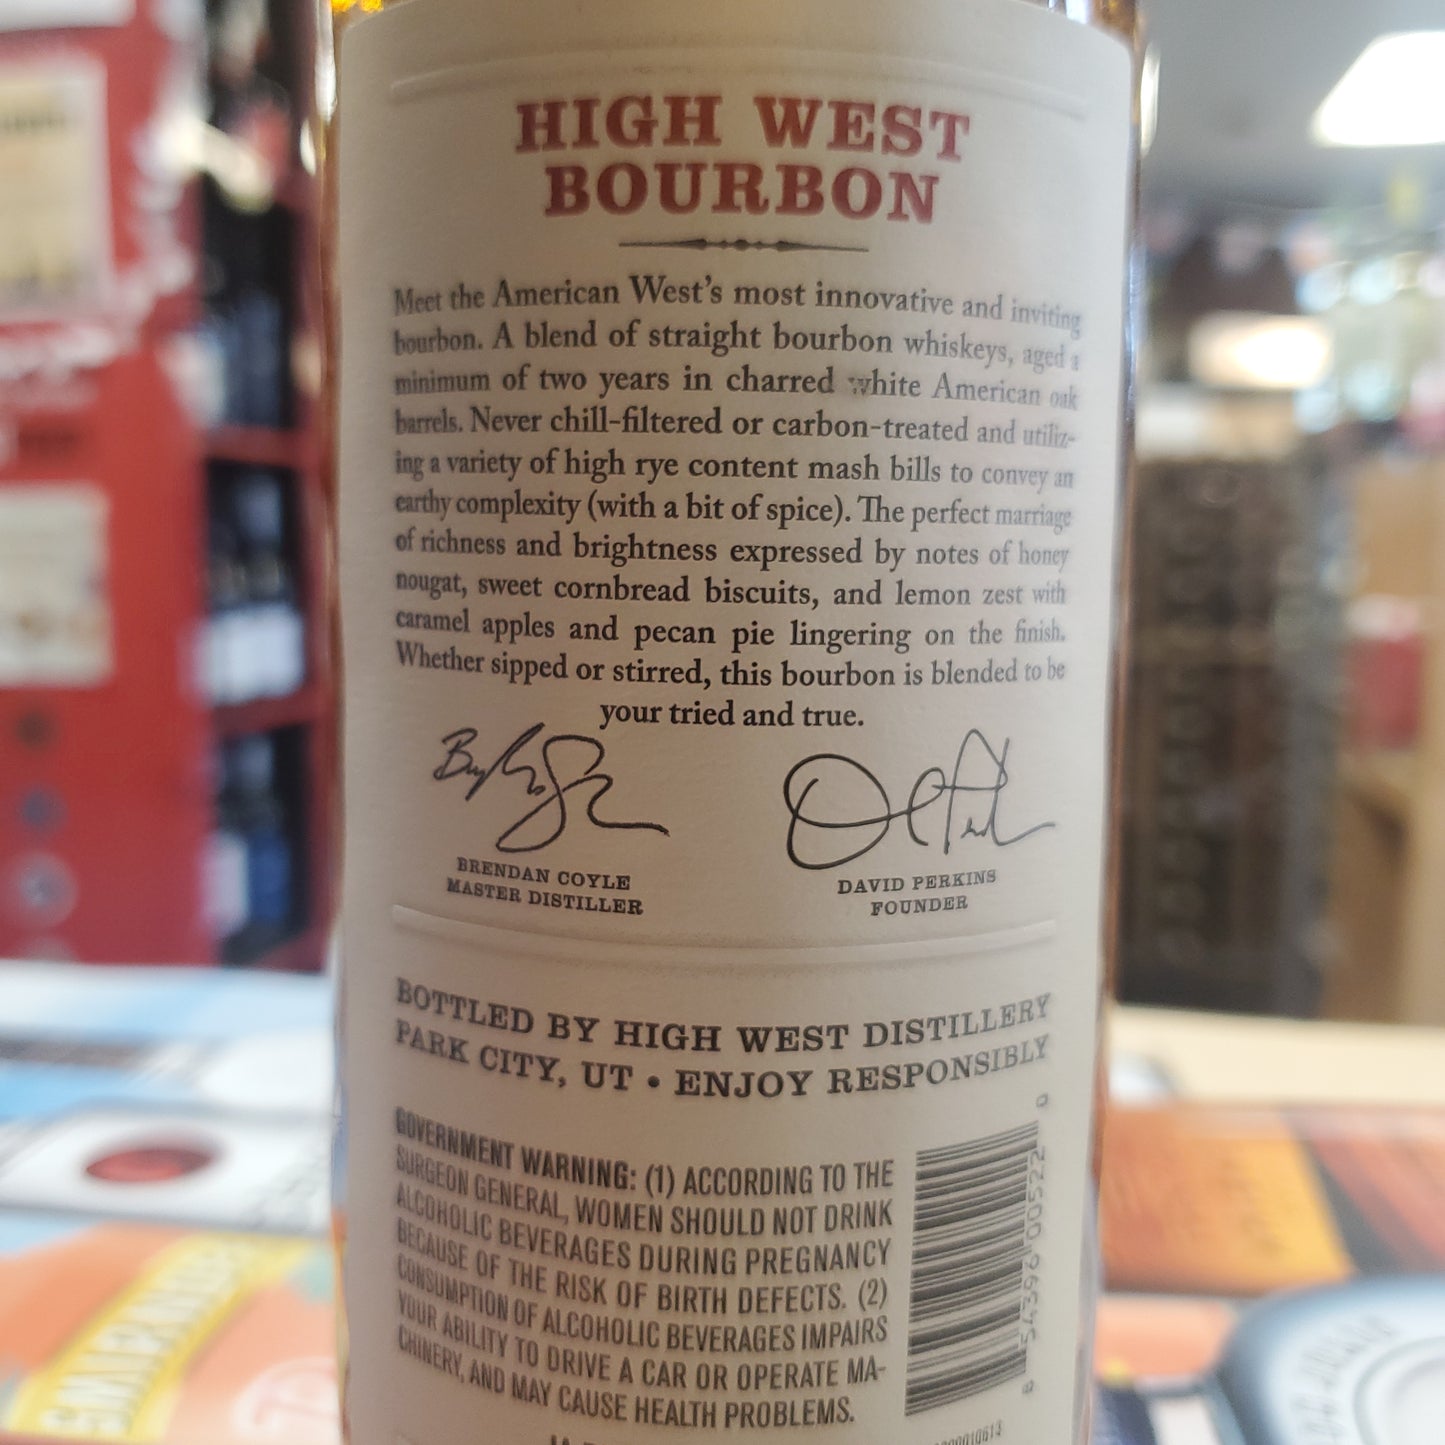 HIGH WEST
BOURBON
Meet the American West's most innovative and inviting
bourbon. A blend of straight bourbon whiskeys, aged a
minimum of two years in charred white American oak
barrels. Never chill-filtered or carbon-treated and utiliz-
ing a variety of high rye content mash bills to convey an
earthy complexity (with a bit of spice). The perfect marriage
of richness and brightness expressed by notes of honey
nougat, sweet cornbread biscuits, and lemon zest with
caramel apples and pecan pie lingering on the finish.
Whether sipped or stirred, this bourbon is blended to be
your tried and true.
BRENDAN COYLE
MASTER DISTILLER
DAVID PERKINS
FOUNDER
BOTTLED BY HIGH WEST DISTILLERY
PARK CITY, UT • ENJOY RESPONSIBLY
GOVERNMENT WARNING: (1) ACCORDING TO THE
SURGEON GENERAL, WOMEN SHOULD NOT DRINK
ALCOHOLIC BEVERAGES DURING PREGNANCY
BECAUSE OF THE RISK OF BIRTH DEFECTS. (2)
CONSUMPTION OF ALCOHOLIC BEVERAGES IMPAIRS
YOUR ABILITY TO DRIVE A CAR OR OPERATE MA-
CHINERY, AND MAY CAUSE HEALTH PROBLEMS.
8 54396 00522 0